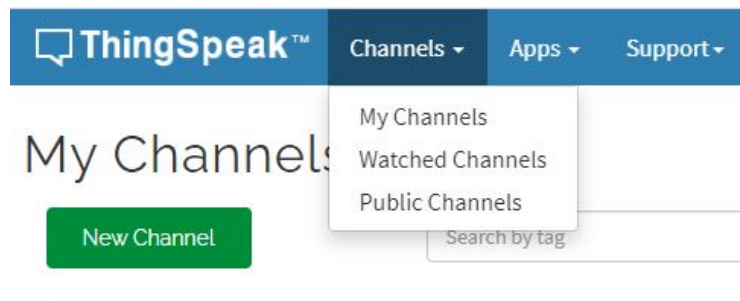 ThingSpeak™ Channels Apps Support
My Channels
Watched Channels
Public Channels
My Channels
New Channel
Search by tag